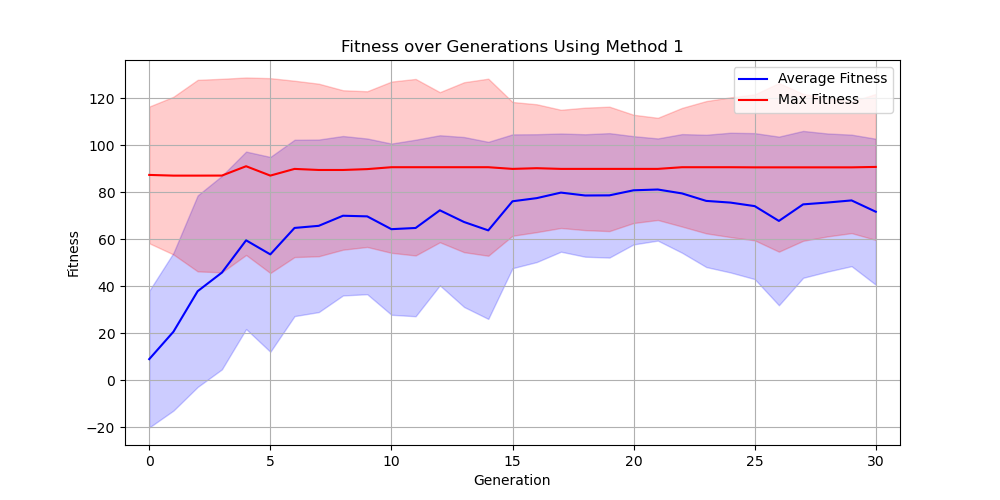 Fitness over Generations Using Method 1
Average Fitness
Max Fitness
Fitness
120
100
80
60
40
20
0
−20
0 5 10 15 20 25 30
Generation